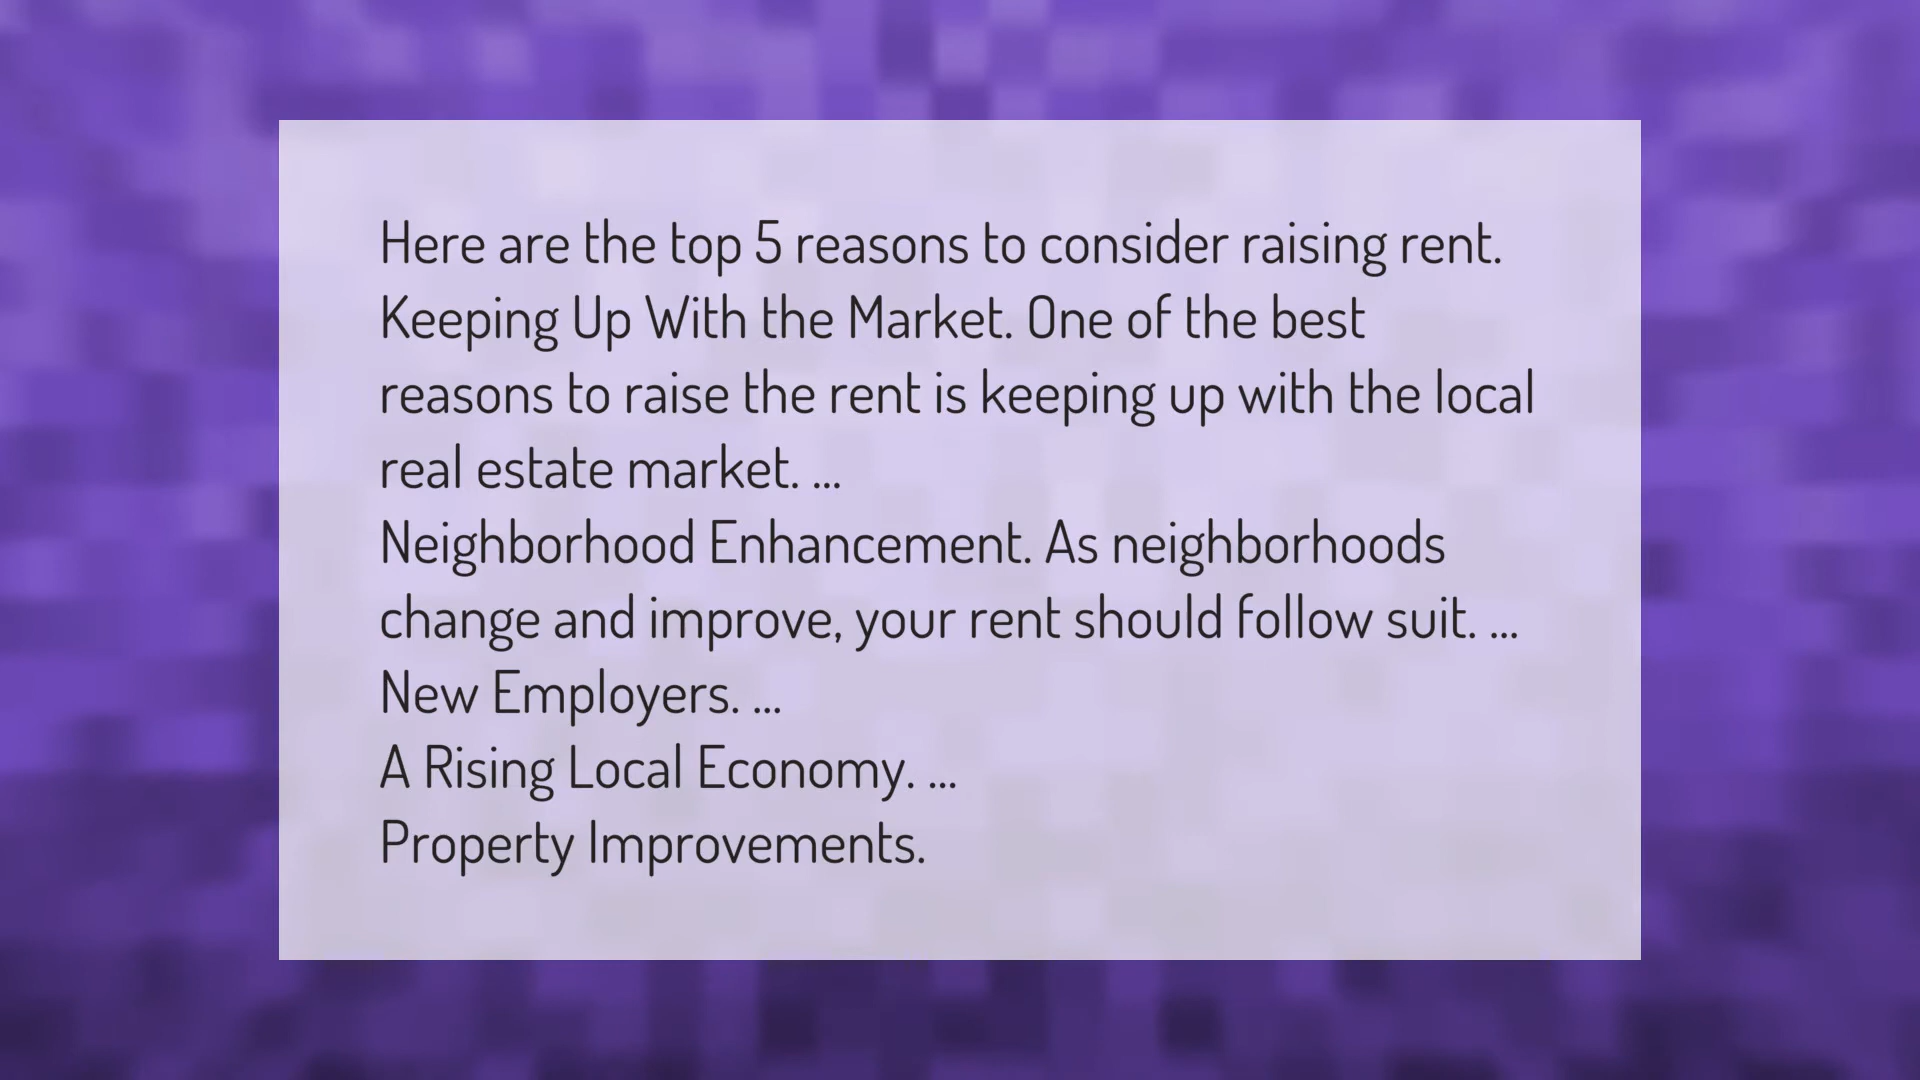 Here are the top 5 reasons to consider raising rent.
Keeping Up With the Market. One of the best
reasons to raise the rent is keeping up with the local
real estate market. ...
Neighborhood Enhancement. As neighborhoods
change and improve, your rent should follow suit. ...
New Employers. ...
A Rising Local Economy. ...
Property Improvements.